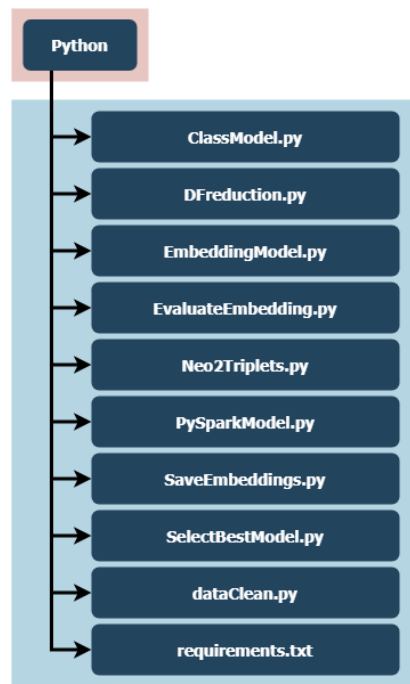 Python
ClassModel.py
DFreduction.py
EmbeddingModel.py
EvaluateEmbedding.py
Neo2Triplets.py
PySparkModel.py
SaveEmbeddings.py
SelectBestModel.py
dataClean.py
requirements.txt